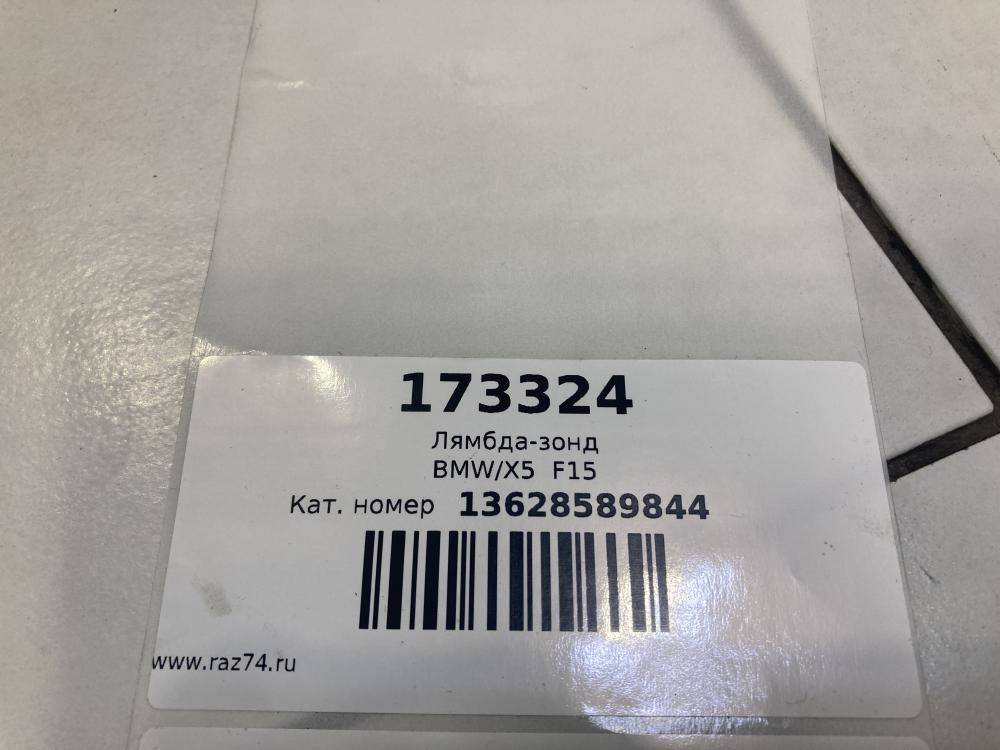 173324
Лямбда-зонд
BMW/X5 F15
Кат. номер 13628589844
www.raz74.ru